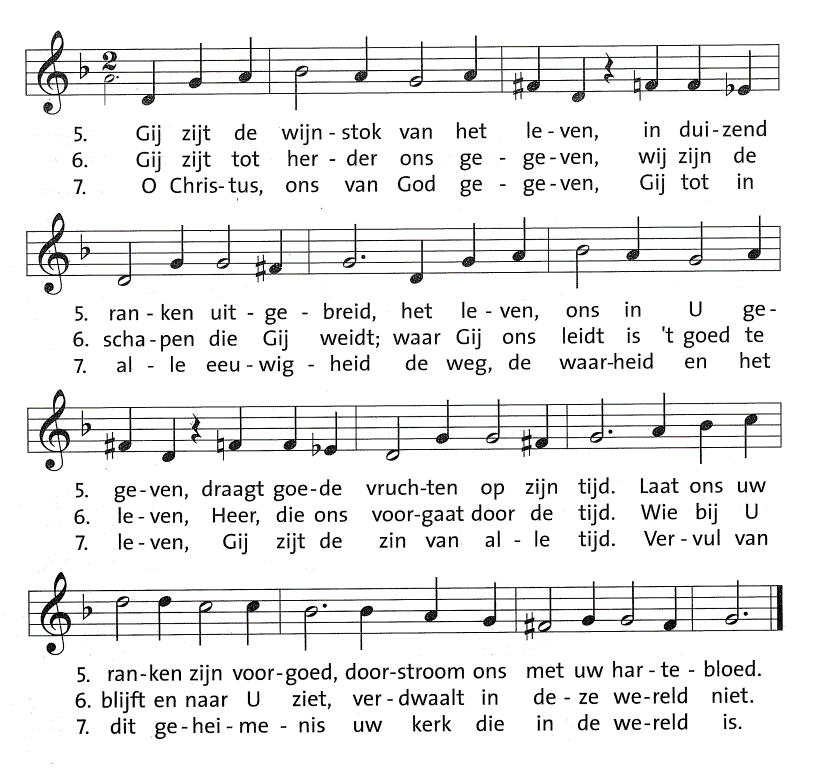 2
5. Gij zijt de wijn - stok van het le - ven, in dui - zend
6. Gij zijt tot her - der ons ge - ge - ven, wij zijn de
7. O Chris - tus, ons van God ge - ge - ven, Gij tot in
5. ran - ken uit - ge - breid, het le - ven, ons in U ge -
6. scha - pen die Gij weidt; waar Gij ons leidt is 't goed te
7. al - le eeu - wig - heid de weg, de waar - heid en het
5. ge - ven, draagt goe - de vruch - ten op zijn tijd. Laat ons uw
6. le - ven, Heer, die ons voor - gaat door de tijd. Wie bij U
7. le - ven, Gij zijt de zin van al - le tijd. Ver - vul van
5. ran - ken zijn voor - goed, door - stroom ons met uw har - te - bloed.
6. blijft en naar U ziet, ver - dwaalt in de - ze we - reld niet.
7. dit ge - hei - me - nis uw kerk die in de we - reld is.